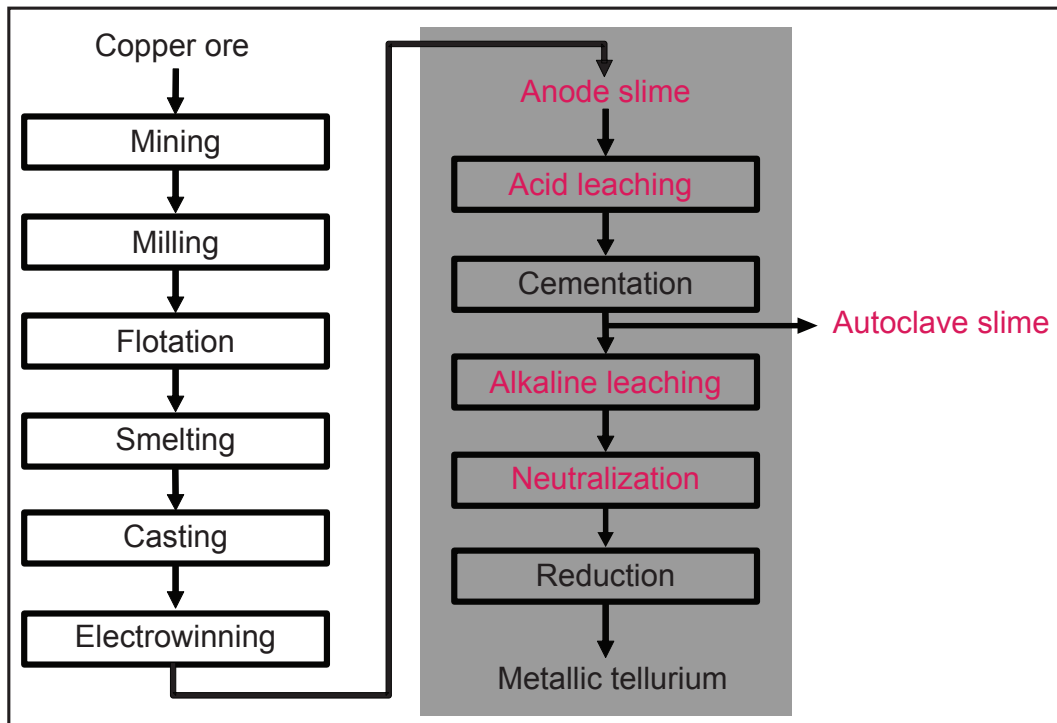 Copper ore
Mining
Milling
Flotation
Smelting
Casting
Electrowinning
Anode slime
Acid leaching
Cementation
Autoclave slime
Alkaline leaching
Neutralization
Reduction
Metallic tellurium